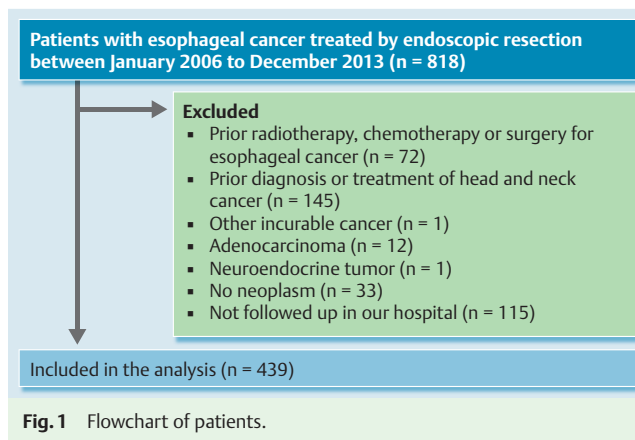 Patients with esophageal cancer treated by endoscopic resection
between January 2006 to December 2013 (n = 818)
Excluded
▪ Prior radiotherapy, chemotherapy or surgery for
esophageal cancer (n = 72)
▪ Prior diagnosis or treatment of head and neck
cancer (n = 145)
▪ Other incurable cancer (n = 1)
▪ Adenocarcinoma (n = 12)
▪ Neuroendocrine tumor (n = 1)
▪ No neoplasm (n = 33)
▪ Not followed up in our hospital (n = 115)
Included in the analysis (n = 439)
Fig. 1 Flowchart of patients.